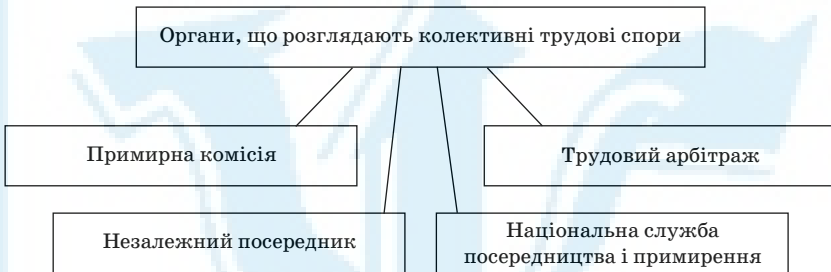 Органи, що розглядають колективні трудові спори
Примирна комісія
Трудовий арбітраж
Незалежний посередник
Національна служба
посередництва і примирення